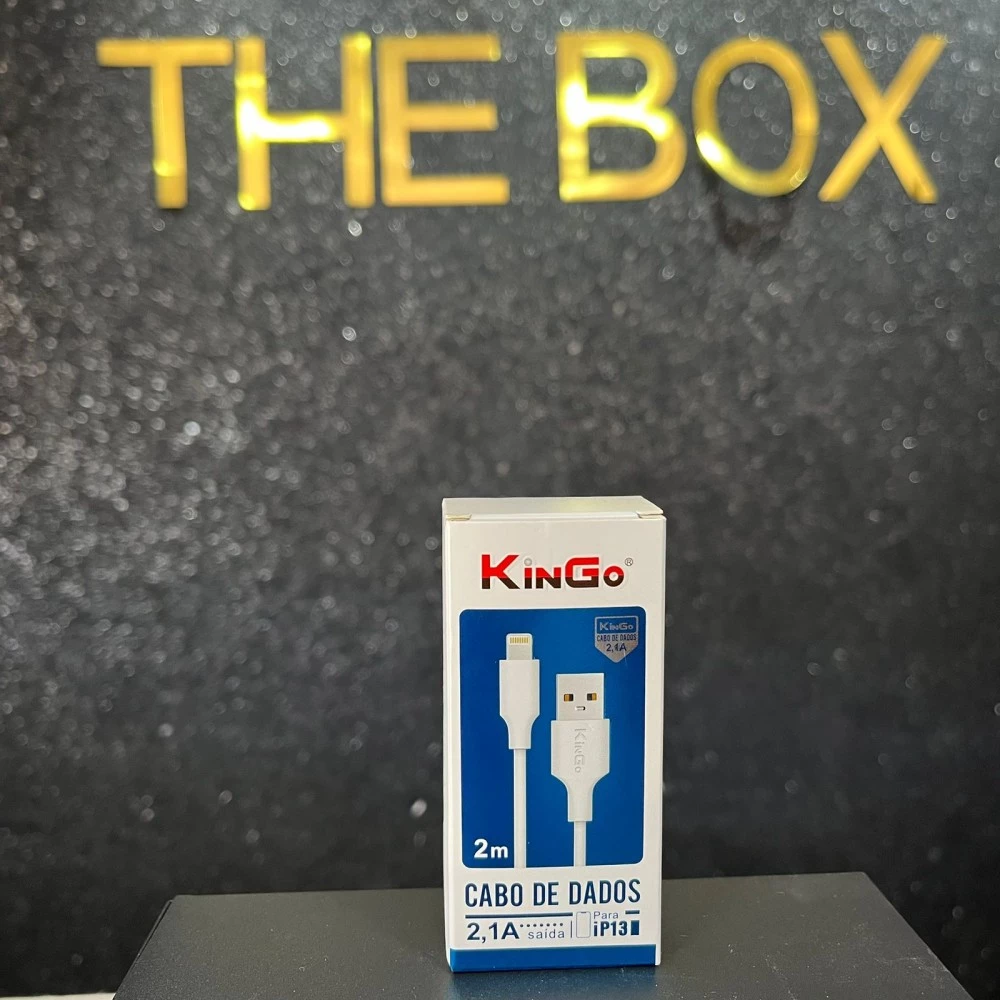 THE BOX
KinGo®
KinGo
CABO DE DADOS
2,1A
KinGo
2m
CABO DE DADOS
2,1A saída
Para
iP13